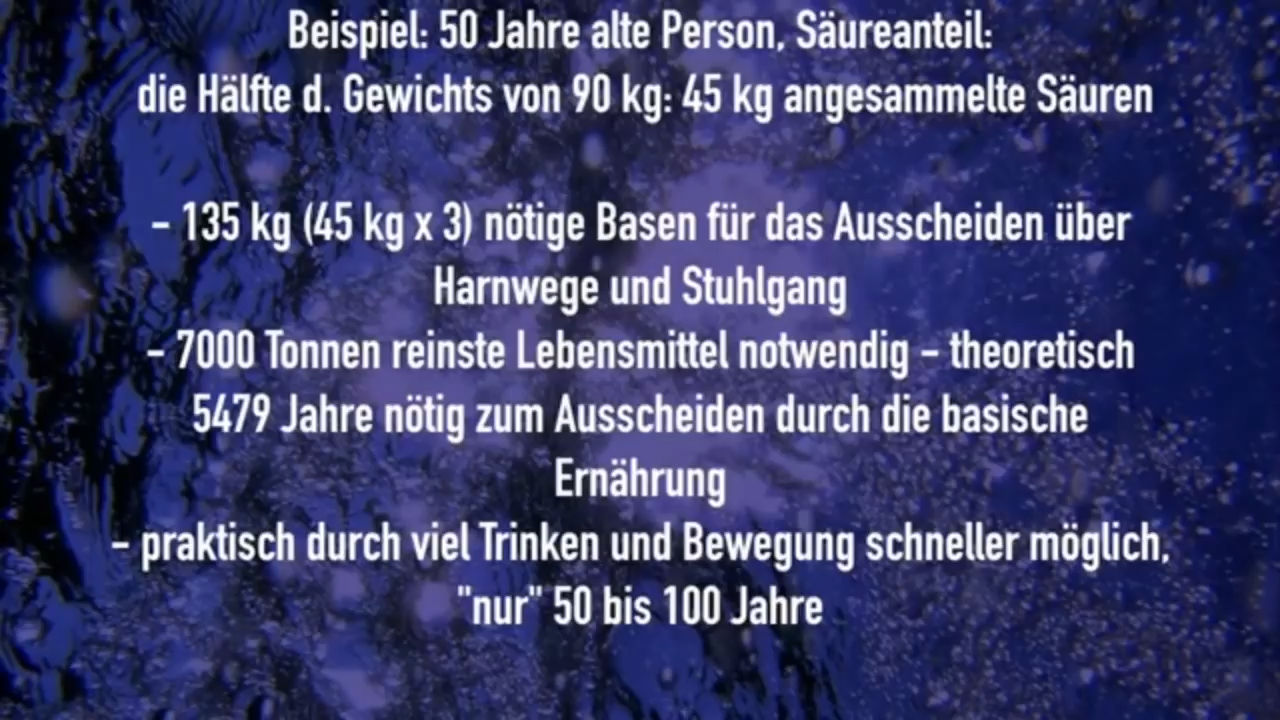 Beispiel: 50 Jahre alte Person, Säureanteil:
die Hälfte d. Gewichts von 90 kg: 45 kg angesammelte Säuren
- 135 kg (45 kg x 3) nötige Basen für das Ausscheiden über
Harnwege und Stuhlgang
- 7000 Tonnen reinste Lebensmittel notwendig - theoretisch
5479 Jahre nötig zum Ausscheiden durch die basische
Ernährung
- praktisch durch viel Trinken und Bewegung schneller möglich,
"nur" 50 bis 100 Jahre